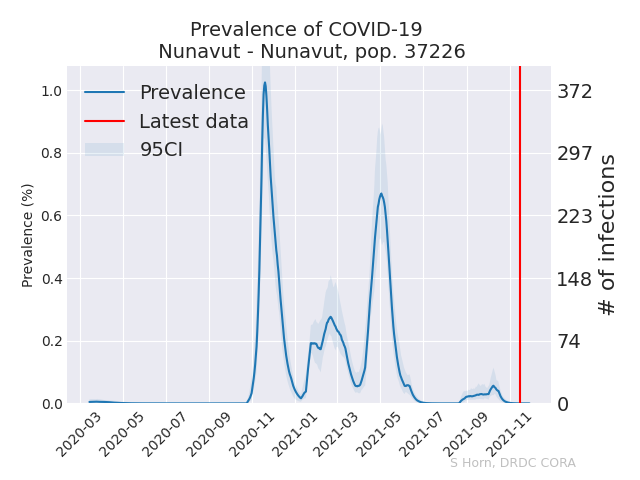 Prevalence of COVID-19
Nunavut - Nunavut, pop. 37226
Prevalence
Latest data
95CI
Prevalence (%)
1.0
0.8
0.6
0.4
0.2
0.0
372
297
223
148
74
0
# of infections
2020-03
2020-05
2020-07
2020-09
2020-11
2021-01
2021-03
2021-05
2021-07
2021-09
2021-11
S Horn, DRDC CORA